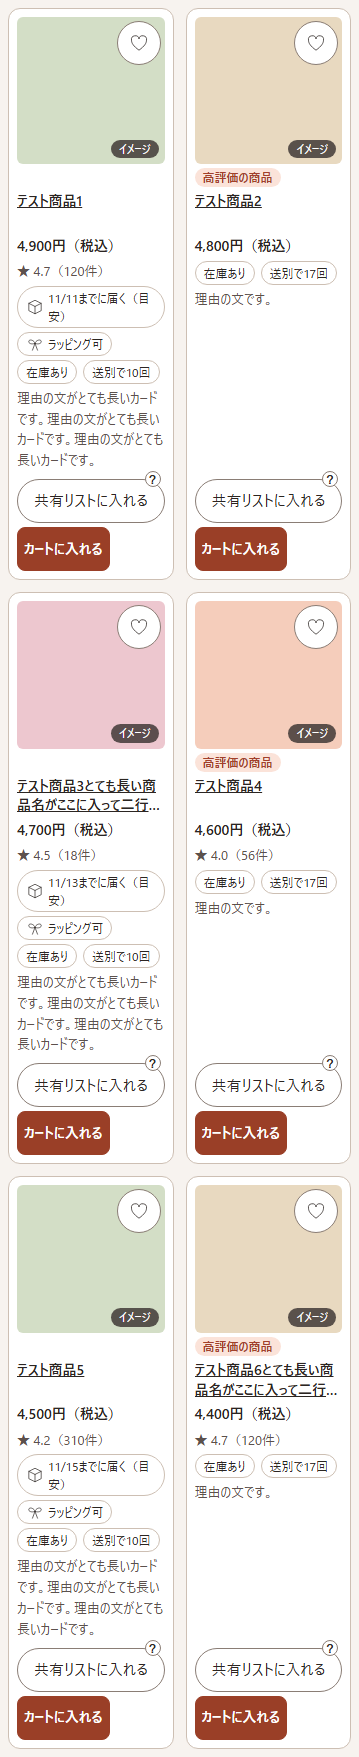 イメージ
テスト商品1
4,900円（税込）
★ 4.7（120件）
11/11までに届く（目
安）
ラッピング可
在庫あり
送別で10回
理由の文がとても長いカード
です。理由の文がとても長い
カードです。理由の文がとても
長いカードです。
?
共有リストに入れる
カートに入れる
イメージ
高評価の商品
テスト商品2
4,800円（税込）
在庫あり
送別で17回
理由の文です。
?
共有リストに入れる
カートに入れる
イメージ
テスト商品3とても長い商
品名がここに入って二行...
4,700円（税込）
★ 4.5（18件）
11/13までに届く（目
安）
ラッピング可
在庫あり
送別で10回
理由の文がとても長いカード
です。理由の文がとても長い
カードです。理由の文がとても
長いカードです。
?
共有リストに入れる
カートに入れる
イメージ
高評価の商品
テスト商品4
4,600円（税込）
★ 4.0（56件）
在庫あり
送別で17回
理由の文です。
?
共有リストに入れる
カートに入れる
イメージ
テスト商品5
4,500円（税込）
★ 4.2（310件）
11/15までに届く（目
安）
ラッピング可
在庫あり
送別で10回
理由の文がとても長いカード
です。理由の文がとても長い
カードです。理由の文がとても
長いカードです。
?
共有リストに入れる
カートに入れる
イメージ
高評価の商品
テスト商品6とても長い商
品名がここに入って二行...
4,400円（税込）
★ 4.7（120件）
在庫あり
送別で17回
理由の文です。
?
共有リストに入れる
カートに入れる